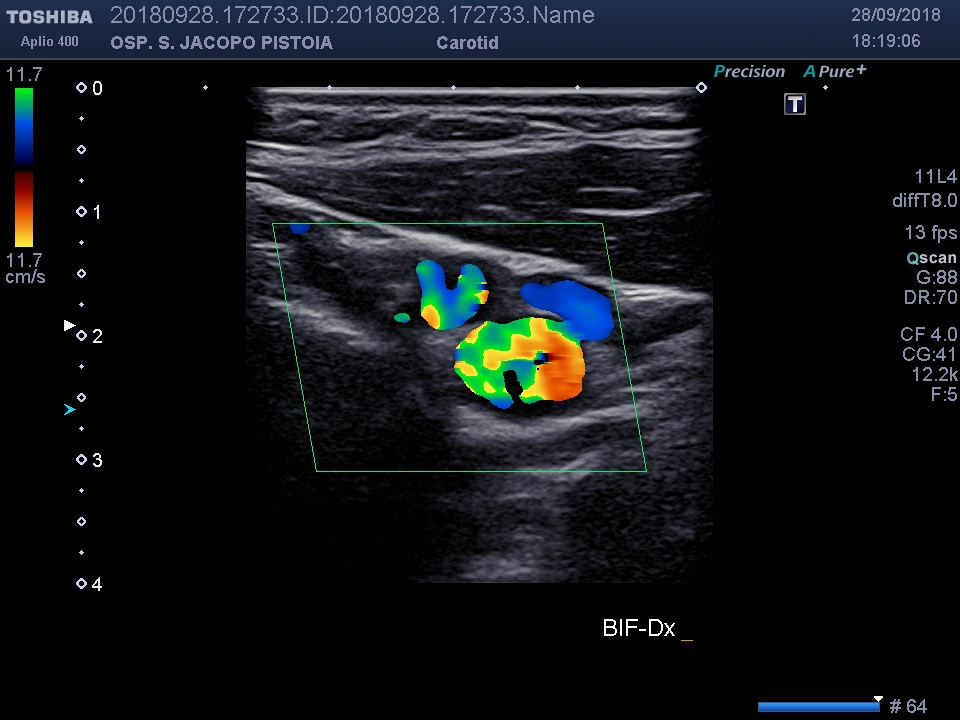 TOSHIBA 20180928.172733.ID:20180928.172733.Name 28/09/2018
Aplio 400 OSP. S. JACOPO PISTOIA Carotid 18:19:06
Precision A Pure+
T
11.7
11.7
cm/s
0
1
2
3
4
11L4
diffT8.0
13 fps
Qscan
G:88
DR:70
CF 4.0
CG:41
12.2k
F:5
BIF-Dx _
# 64